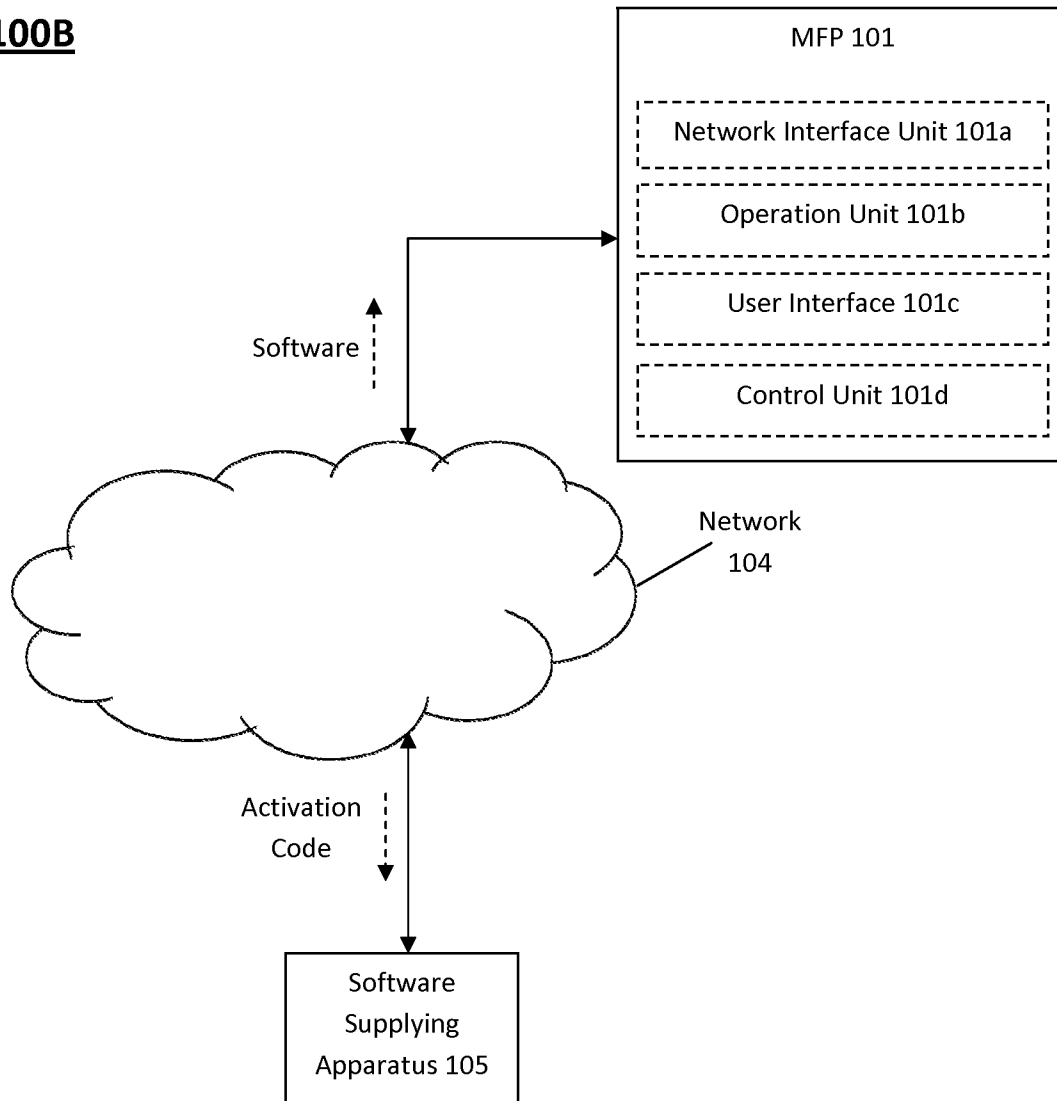 100B
MFP 101
Network Interface Unit 101a
Operation Unit 101b
User Interface 101c
Control Unit 101d
Software
Network
104
Activation
Code
Software
Supplying
Apparatus 105